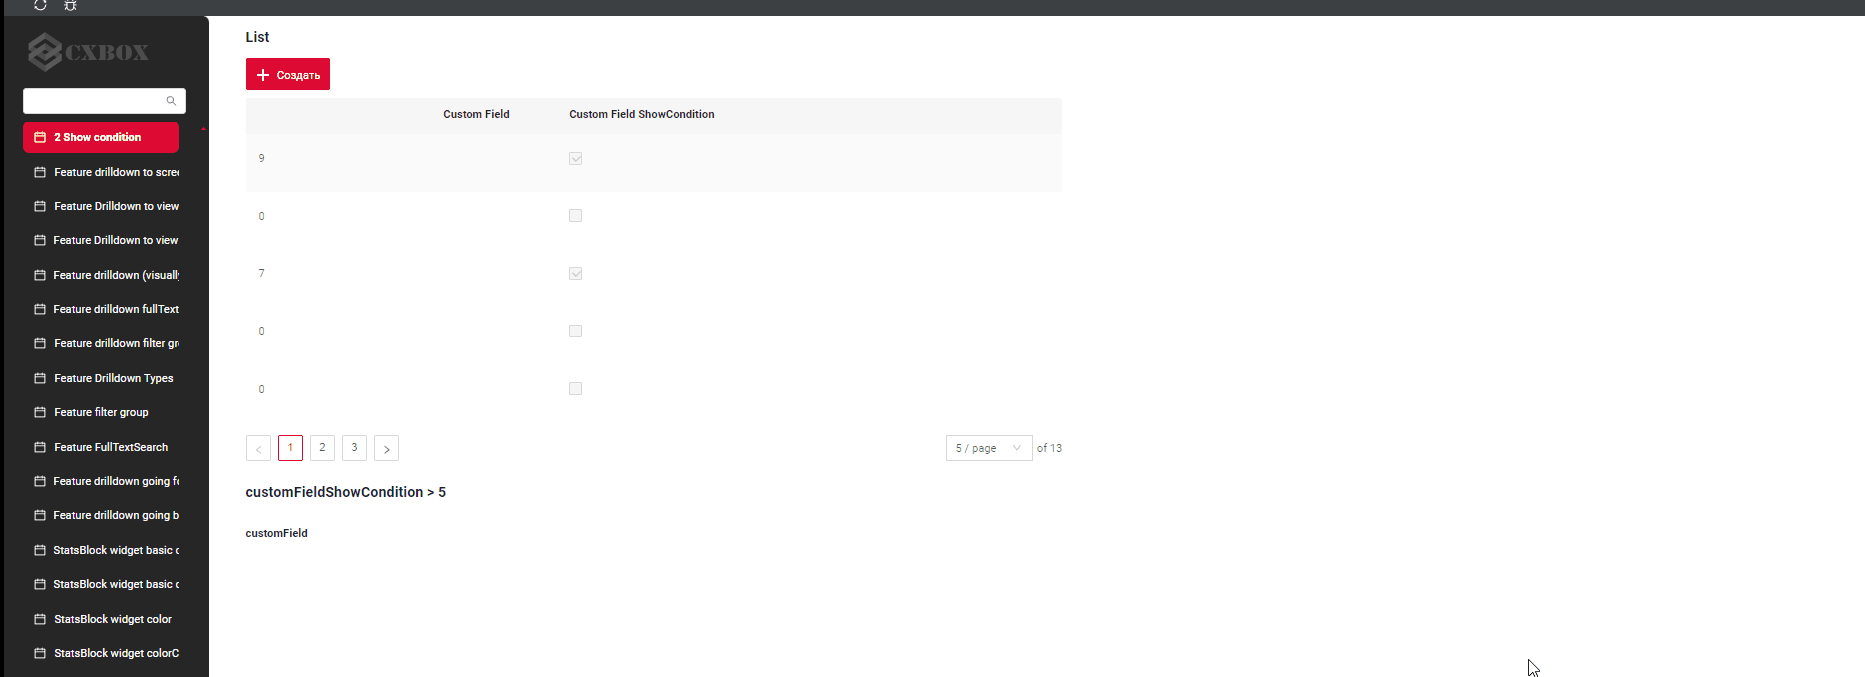 CXBOX
2 Show condition
Feature drilldown to scree
Feature Drilldown to view
Feature Drilldown to view
Feature drilldown (visuall
Feature drilldown fullText
Feature drilldown filter gr
Feature Drilldown Types
Feature filter group
Feature FullTextSearch
Feature drilldown going fo
Feature drilldown going b
StatsBlock widget basic c
StatsBlock widget basic c
StatsBlock widget color
StatsBlock widget colorC
List
+ Создать
Custom Field Custom Field ShowCondition
9
0
7
0
0
< 1 2 3 > 5 / page of 13
customFieldShowCondition > 5
customField